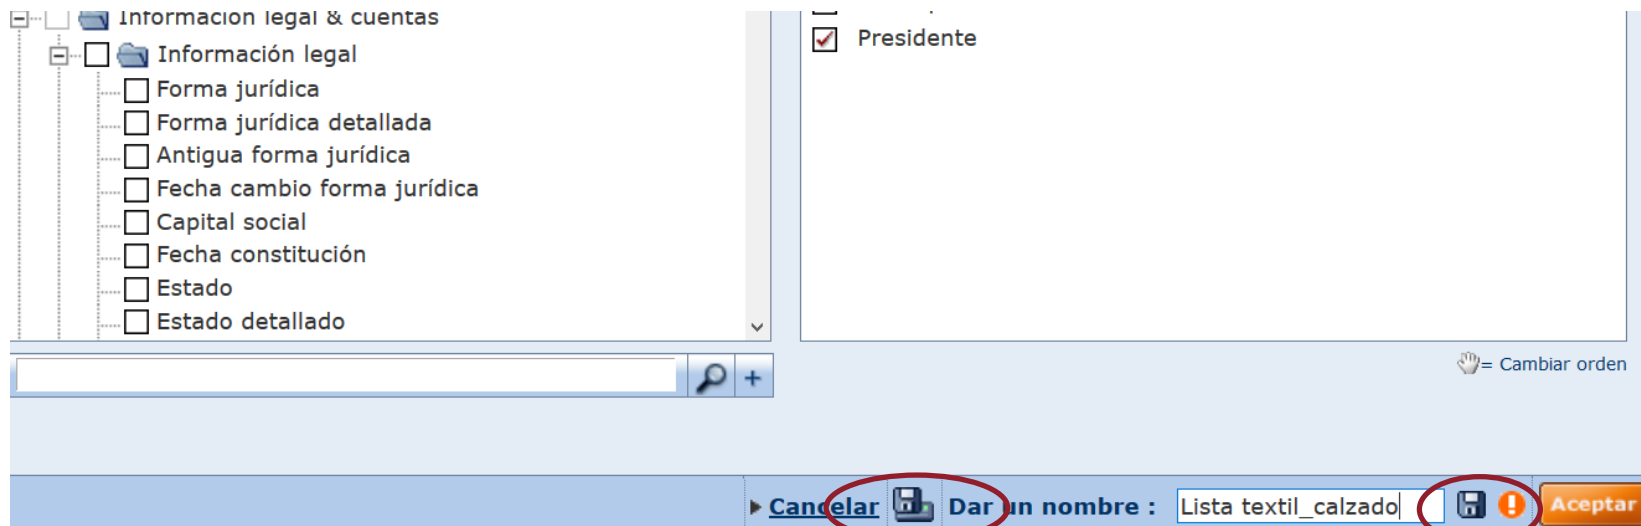 Información legal & cuentas
Información legal
Forma jurídica
Forma jurídica detallada
Antigua forma jurídica
Fecha cambio forma jurídica
Capital social
Fecha constitución
Estado
Estado detallado
Presidente
= Cambiar orden
Cancelar Dar un nombre : Lista textil_calzado Aceptar